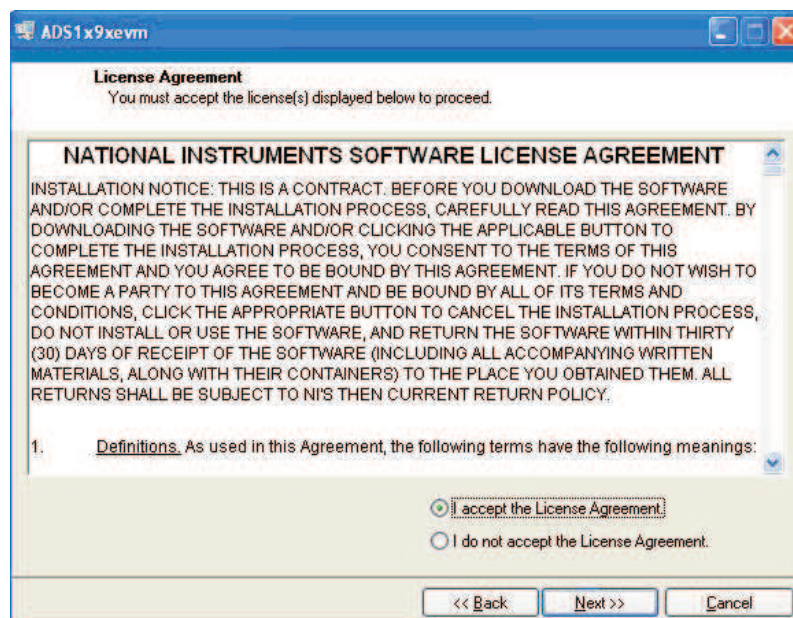 ADS1x9xevm
License Agreement
You must accept the license(s) displayed below to proceed.
NATIONAL INSTRUMENTS SOFTWARE LICENSE AGREEMENT
INSTALLATION NOTICE: THIS IS A CONTRACT. BEFORE YOU DOWNLOAD THE SOFTWARE
AND/OR COMPLETE THE INSTALLATION PROCESS, CAREFULLY READ THIS AGREEMENT. BY
DOWNLOADING THE SOFTWARE AND/OR CLICKING THE APPLICABLE BUTTON TO
COMPLETE THE INSTALLATION PROCESS, YOU CONSENT TO THE TERMS OF THIS
AGREEMENT AND YOU AGREE TO BE BOUND BY THIS AGREEMENT. IF YOU DO NOT WISH TO
BECOME A PARTY TO THIS AGREEMENT AND BE BOUND BY ALL OF ITS TERMS AND
CONDITIONS, CLICK THE APPROPRIATE BUTTON TO CANCEL THE INSTALLATION PROCESS,
DO NOT INSTALL OR USE THE SOFTWARE, AND RETURN THE SOFTWARE WITHIN THIRTY
(30) DAYS OF RECEIPT OF THE SOFTWARE (INCLUDING ALL ACCOMPANYING WRITTEN
MATERIALS, ALONG WITH THEIR CONTAINERS) TO THE PLACE YOU OBTAINED THEM. ALL
RETURNS SHALL BE SUBJECT TO NI'S THEN CURRENT RETURN POLICY.
1. Definitions. As used in this Agreement, the following terms have the following meanings:
I accept the License Agreement.
I do not accept the License Agreement.
<< Back Next >> Cancel